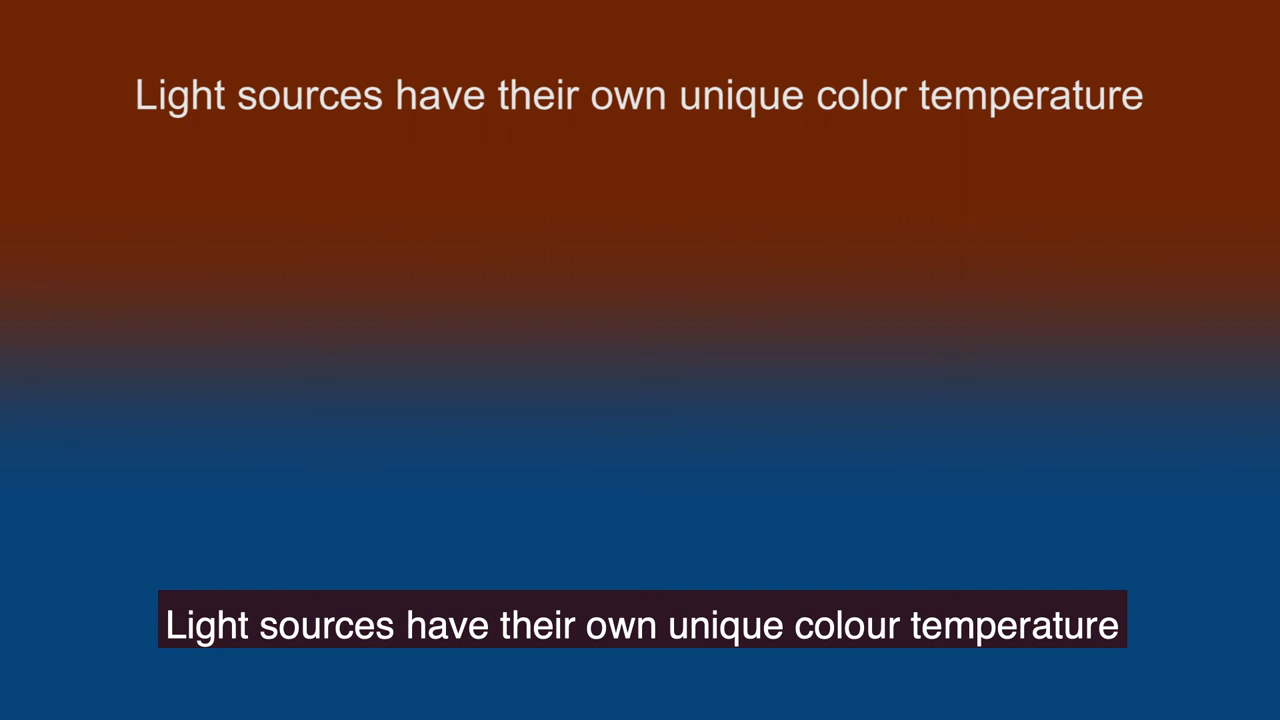 Light sources have their own unique color temperature
Light sources have their own unique colour temperature